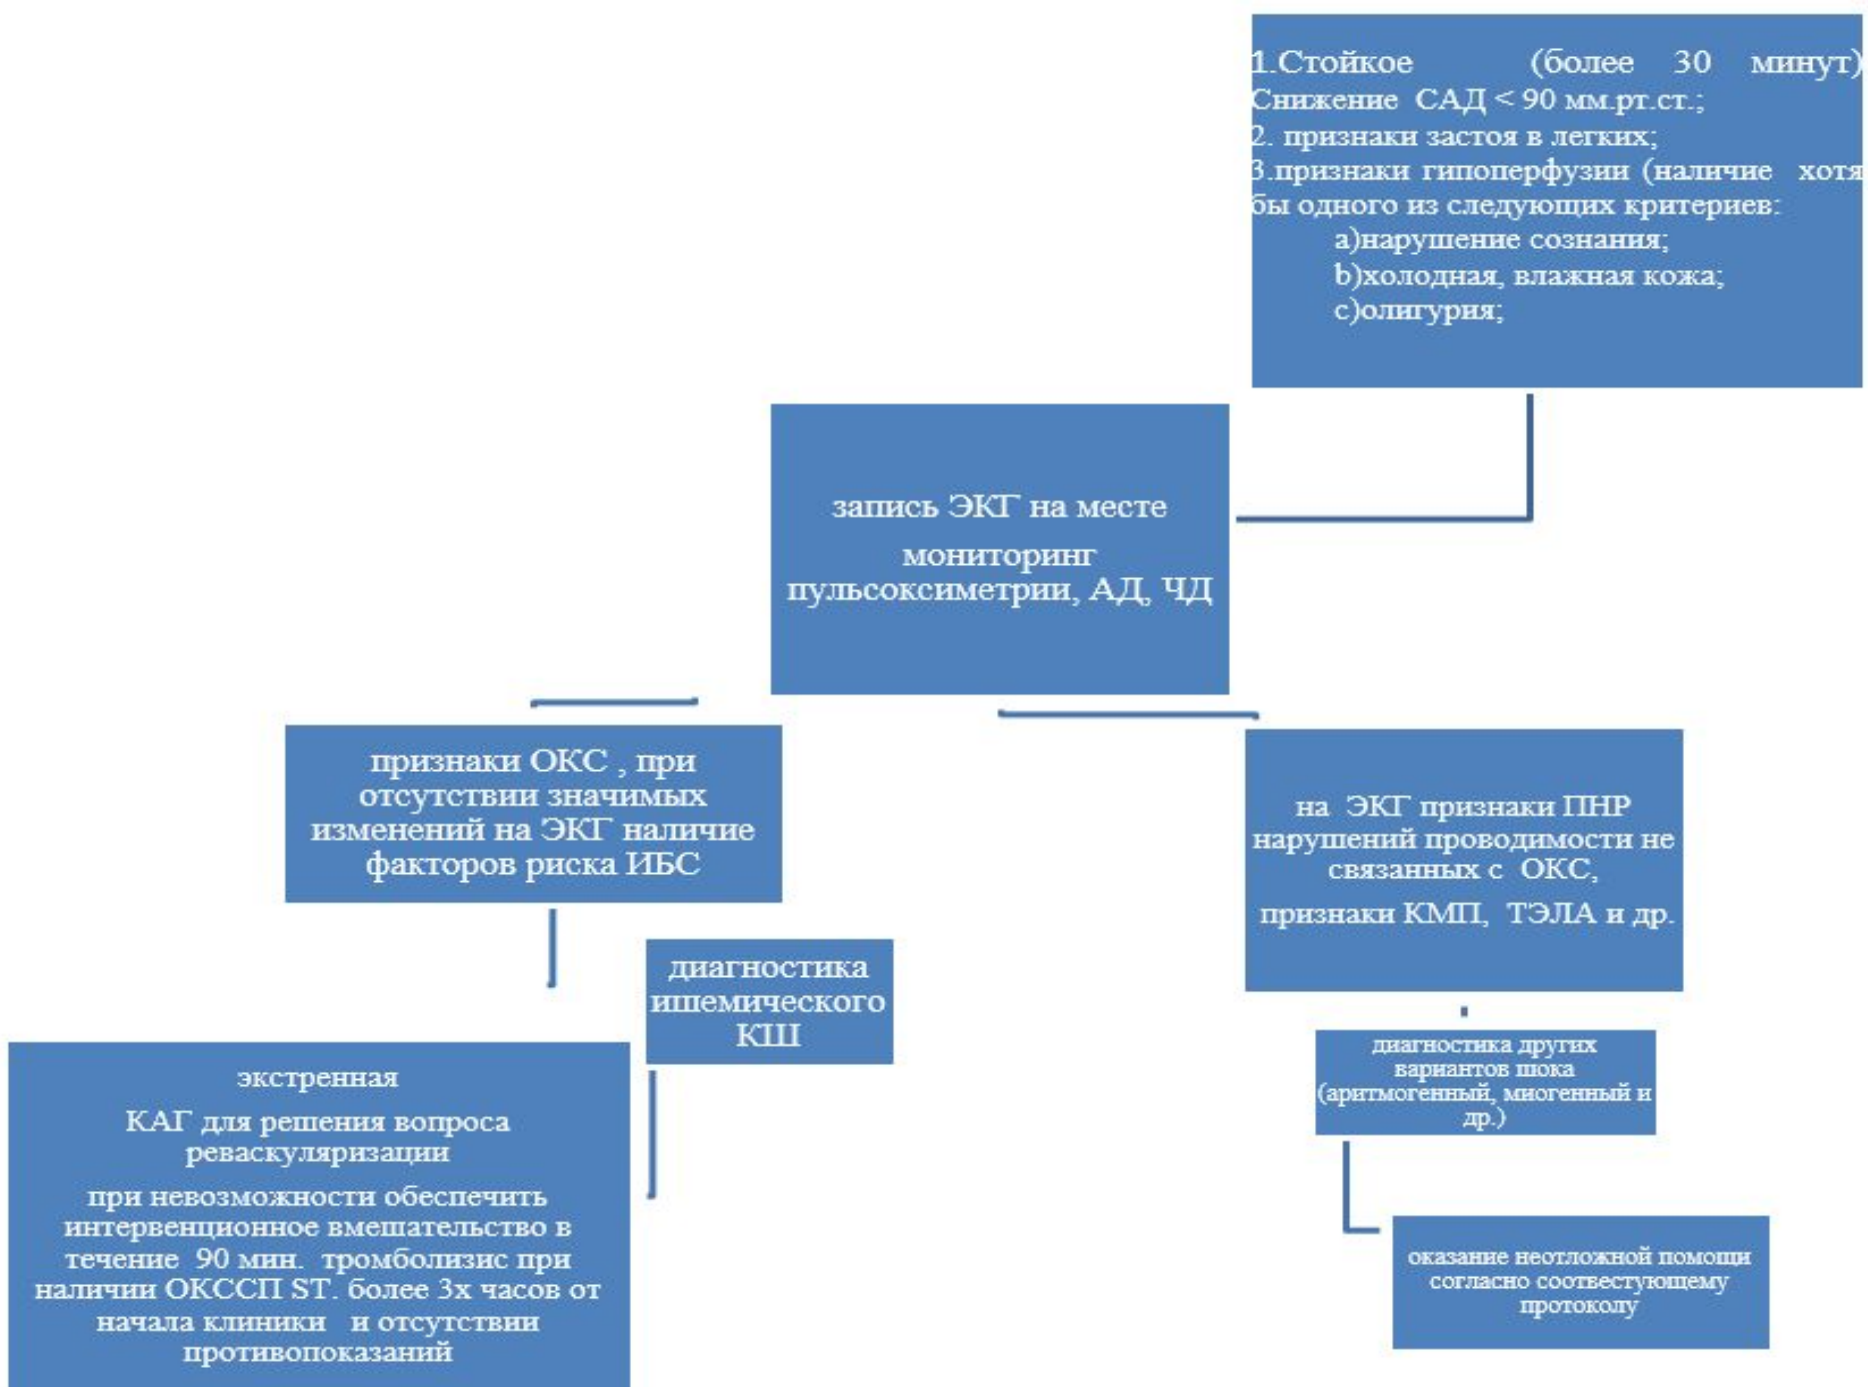 1.Стойкое (более 30 минут)
Снижение САД < 90 мм.рт.ст.;
2. признаки застоя в легких;
3.признаки гипоперфузии (наличие хотя
бы одного из следующих критериев:
a)нарушение сознания;
b)холодная, влажная кожа;
c)олигурия;
запись ЭКГ на месте
мониторинг
пульсоксиметрии, АД, ЧД
признаки ОКС , при
отсутствии значимых
изменений на ЭКГ наличие
факторов риска ИБС
диагностика
ишемического
КШ
экстренная
КАГ для решения вопроса
реваскуляризации
при невозможности обеспечить
интервенционное вмешательство в
течение 90 мин. тромболизис при
наличии ОКССП ST. более 3х часов от
начала клиники и отсутствии
противопоказаний
на ЭКГ признаки ПНР
нарушений проводимости не
связанных с ОКС,
признаки КМП, ТЭЛА и др.
диагностика других
вариантов шока
(аритмогенный, миогенный и
др.)
оказание неотложной помощи
согласно соотвестующему
протоколу